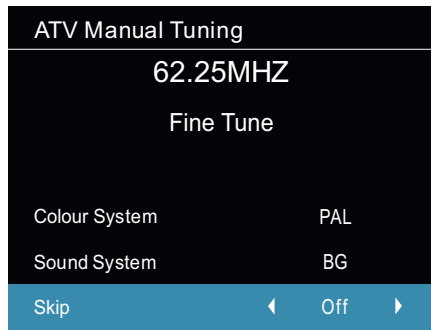 ATV Manual Tuning
62.25MHZ
Fine Tune
Colour System PAL
Sound System BG
Skip Off